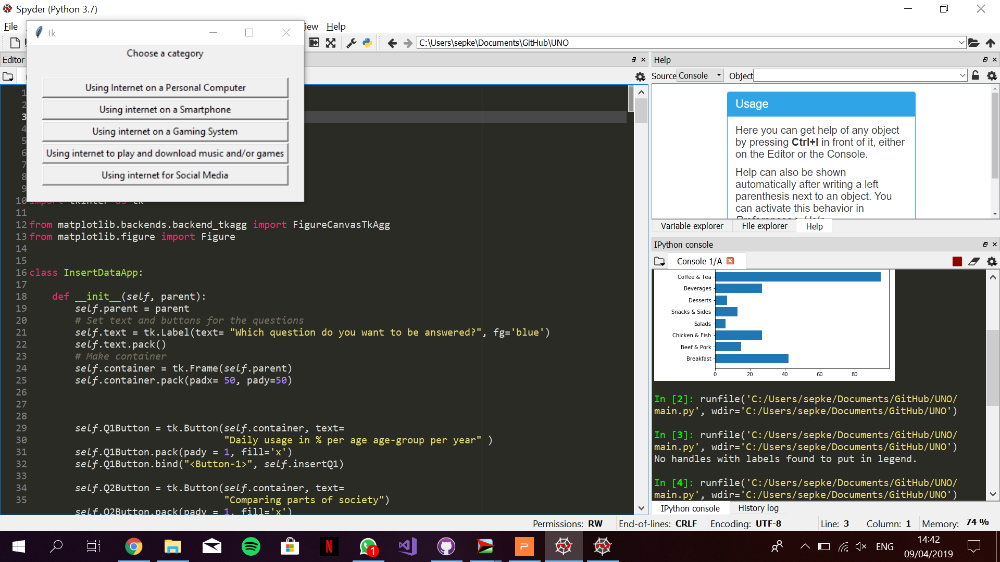 Spyder (Python 3.7)
File
iew Help
tk
Choose a category
Using Internet on a Personal Computer
Using internet on a Smartphone
Using internet on a Gaming System
Using internet to play and download music and/or games
Using internet for Social Media
C:\Users\sepke\Documents\GitHub\UNO
Editor
1
2
3
4
5
6
7
8
9
10 import tkinter as tk
11
12 from matplotlib.backends.backend_tkagg import FigureCanvasTkAgg
13 from matplotlib.figure import Figure
14
15
16 class InsertDataApp:
17
18 def __init__(self, parent):
19 self.parent = parent
20 # Set text and buttons for the questions
21 self.text = tk.Label(text= "Which question do you want to be answered?", fg='blue')
22 self.text.pack()
23 # Make container
24 self.container = tk.Frame(self.parent)
25 self.container.pack(padx= 50, pady=50)
26
27
28
29 self.Q1Button = tk.Button(self.container, text=
30 "Daily usage in % per age age-group per year" )
31 self.Q1Button.pack(pady = 1, fill='x')
32 self.Q1Button.bind("<Button-1>", self.insertQ1)
33
34 self.Q2Button = tk.Button(self.container, text=
35 "Comparing parts of society")
self.Q2Button.pack(pady = 1, fill='x')
Help
Source Console Object
Usage
Here you can get help of any object
by pressing Ctrl+I in front of it, either
on the Editor or the Console.
Help can also be shown
automatically after writing a left
parenthesis next to an object. You
can activate this behavior in
Preferences > Help.
Variable explorer File explorer Help
IPython console
Console 1/A
Coffee & Tea
Beverages
Desserts
Snacks & Sides
Salads
Chicken & Fish
Beef & Pork
Breakfast
0 20 40 60 80
In [2]: runfile('C:/Users/sepke/Documents/GitHub/UNO/
main.py', wdir='C:/Users/sepke/Documents/GitHub/UNO')
In [3]: runfile('C:/Users/sepke/Documents/GitHub/UNO/
main.py', wdir='C:/Users/sepke/Documents/GitHub/UNO')
No handles with labels found to put in legend.
In [4]: runfile('C:/Users/sepke/Documents/GitHub/UNO/
main.py', wdir='C:/Users/sepke/Documents/GitHub/UNO')
IPython console History log
Permissions: RW End-of-lines: CRLF Encoding: UTF-8 Line: 3 Column: 1 Memory: 74 %
N
1
P
ENG
14:42
09/04/2019